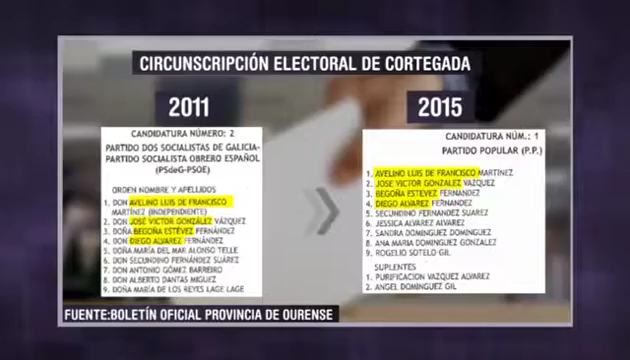 CIRCUNSCRIPCIÓN ELECTORAL DE CORTEGADA
2011
CANDIDATURA NÚMERO: 2
PARTIDO DOS SOCIALISTAS DE GALICIA-
PARTIDO SOCIALISTA OBRERO ESPAÑOL
(PSdeG-PSOE)
ORDEN NOMBRE Y APELLIDOS
1. DON AVELINO LUIS DE FRANCISCO
MARTÍNEZ (INDEPENDIENTE)
2. DON JOSÉ VÍCTOR GONZÁLEZ VÁZQUEZ
3. DOÑA BEGOÑA ESTÉVEZ FERNÁNDEZ
4. DON DIEGO ALVAREZ FERNÁNDEZ
5. DOÑA MARÍA DEL MAR ALONSO TELLE
6. DON SECUNDINO FERNÁNDEZ SUÁREZ
7. DON ANTONIO GÓMEZ BARREIRO
8. DON ALBERTO DANTAS MIGUEZ
9. DOÑA MARÍA DE LOS REYES LAGE LAGE
2015
CANDIDATURA NÚM.: 1
PARTIDO POPULAR (P.P.)
1. AVELINO LUIS DE FRANCISCO MARTINEZ
2. JOSE VICTOR GONZALEZ VAZQUEZ
3. BEGOÑA ESTEVEZ FERNANDEZ
4. DIEGO ALVAREZ FERNANDEZ
5. SECUNDINO FERNANDEZ SUAREZ
6. JESSICA ALVAREZ ALVAREZ
7. SANDRA DOMINGUEZ DOMINGUEZ
8. ANA MARIA DOMINGUEZ GONZALEZ
9. ROGELIO SOTELO GIL
SUPLENTES
1. PURIFICACION VAZQUEZ ALVAREZ
2. ANGEL DOMINGUEZ GIL
FUENTE:BOLETÍN OFICIAL PROVINCIA DE OURENSE